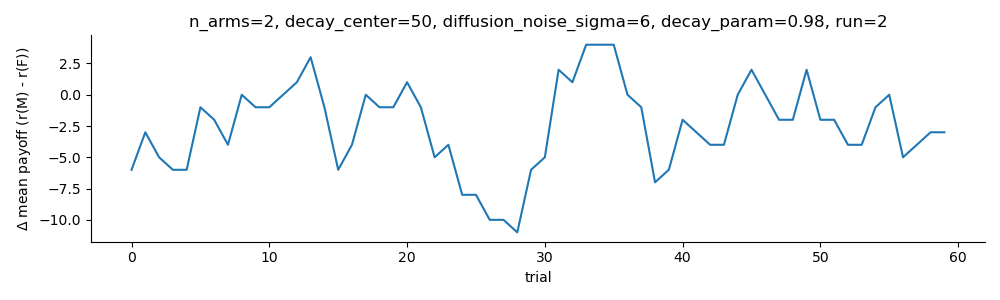 n_arms=2, decay_center=50, diffusion_noise_sigma=6, decay_param=0.98, run=2
Δ mean payoff (r(M) - r(F))
2.5
0.0
−2.5
−5.0
−7.5
−10.0
0 10 20 30 40 50 60
trial